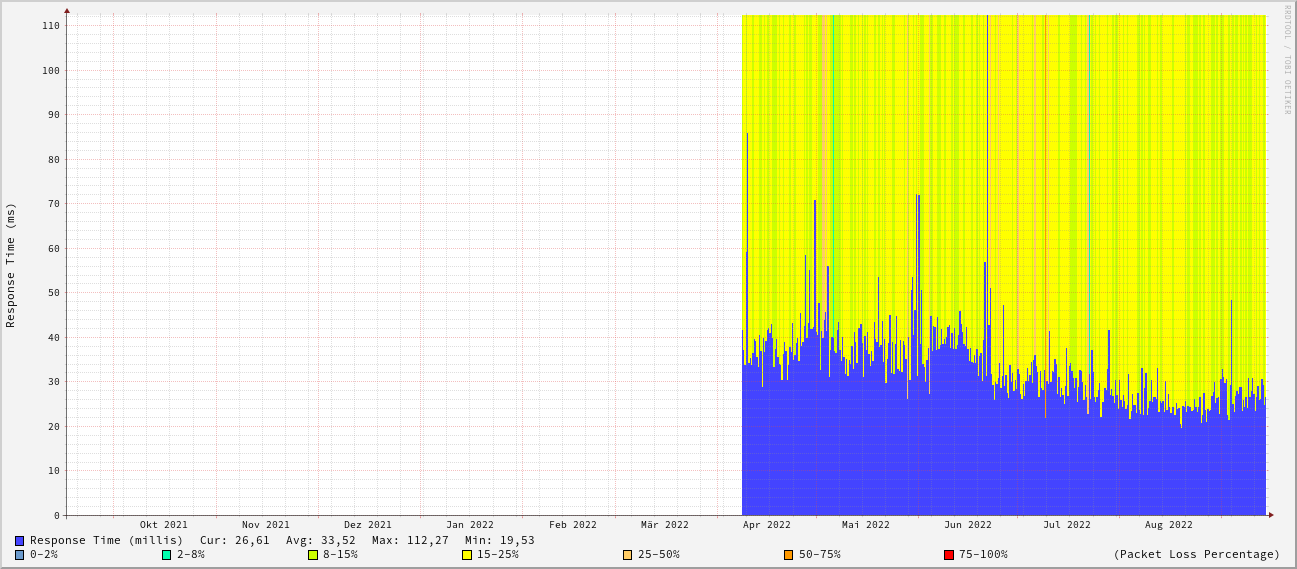 RRDTOOL / TOBI OETIKER
Response Time (ms)
110
100
90
80
70
60
50
40
30
20
10
0
Okt 2021 Nov 2021 Dez 2021 Jan 2022 Feb 2022 Mär 2022 Apr 2022 Mai 2022 Jun 2022 Jul 2022 Aug 2022
Response Time (millis) Cur: 26,61 Avg: 33,52 Max: 112,27 Min: 19,53
0-2% 2-8% 8-15% 15-25% 25-50% 50-75% 75-100% (Packet Loss Percentage)